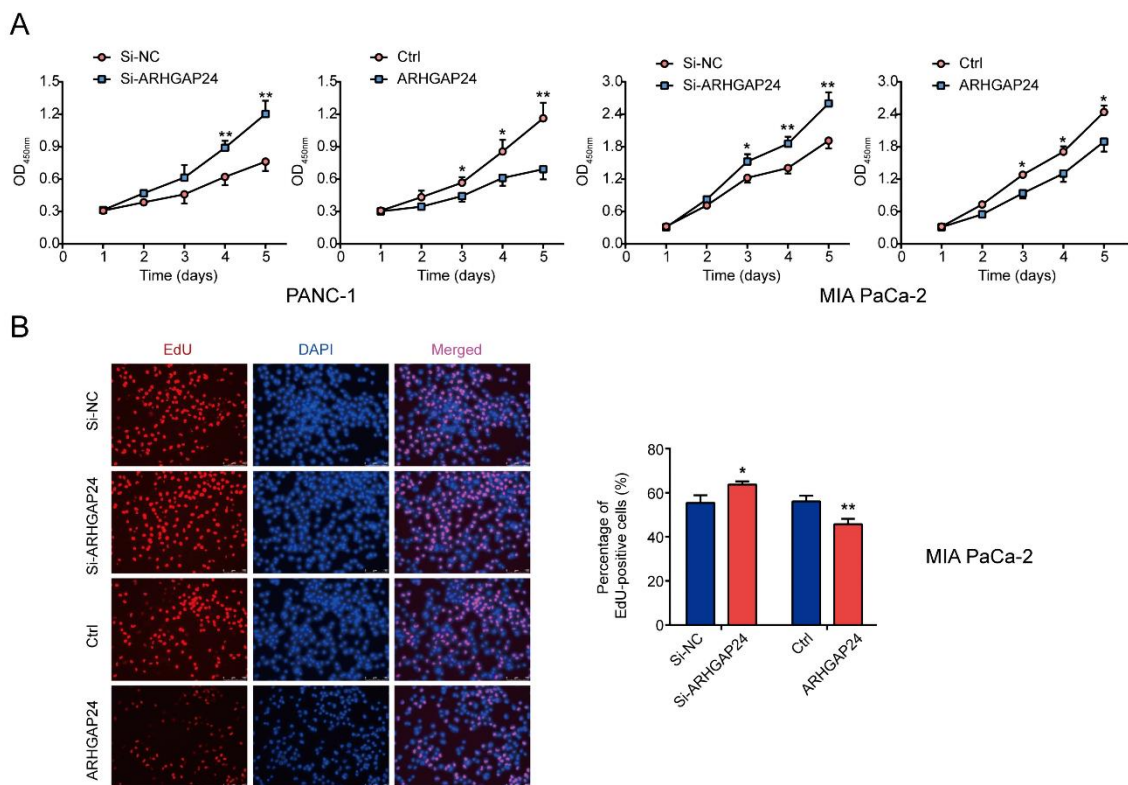 A
Si-NC
Si-ARHGAP24
Ctrl
ARHGAP24
Si-NC
Si-ARHGAP24
Ctrl
ARHGAP24
OD450nm
1.5
1.2
0.9
0.6
0.3
0.0
**
**
0 1 2 3 4 5
Time (days)
OD450nm
1.5
1.2
0.9
0.6
0.3
0.0
*
*
**
0 1 2 3 4 5
Time (days)
PANC-1
OD450nm
3.0
2.4
1.8
1.2
0.6
0.0
*
**
**
0 1 2 3 4 5
Time (days)
OD450nm
3.0
2.4
1.8
1.2
0.6
0.0
*
*
*
0 1 2 3 4 5
Time (days)
MIA PaCa-2
B
EdU DAPI Merged
Si-NC
Si-ARHGAP24
Ctrl
ARHGAP24
Percentage of
EdU-positive cells (%)
80
60
40
20
0
*
**
Si-NC
Si-ARHGAP24
Ctrl
ARHGAP24
MIA PaCa-2